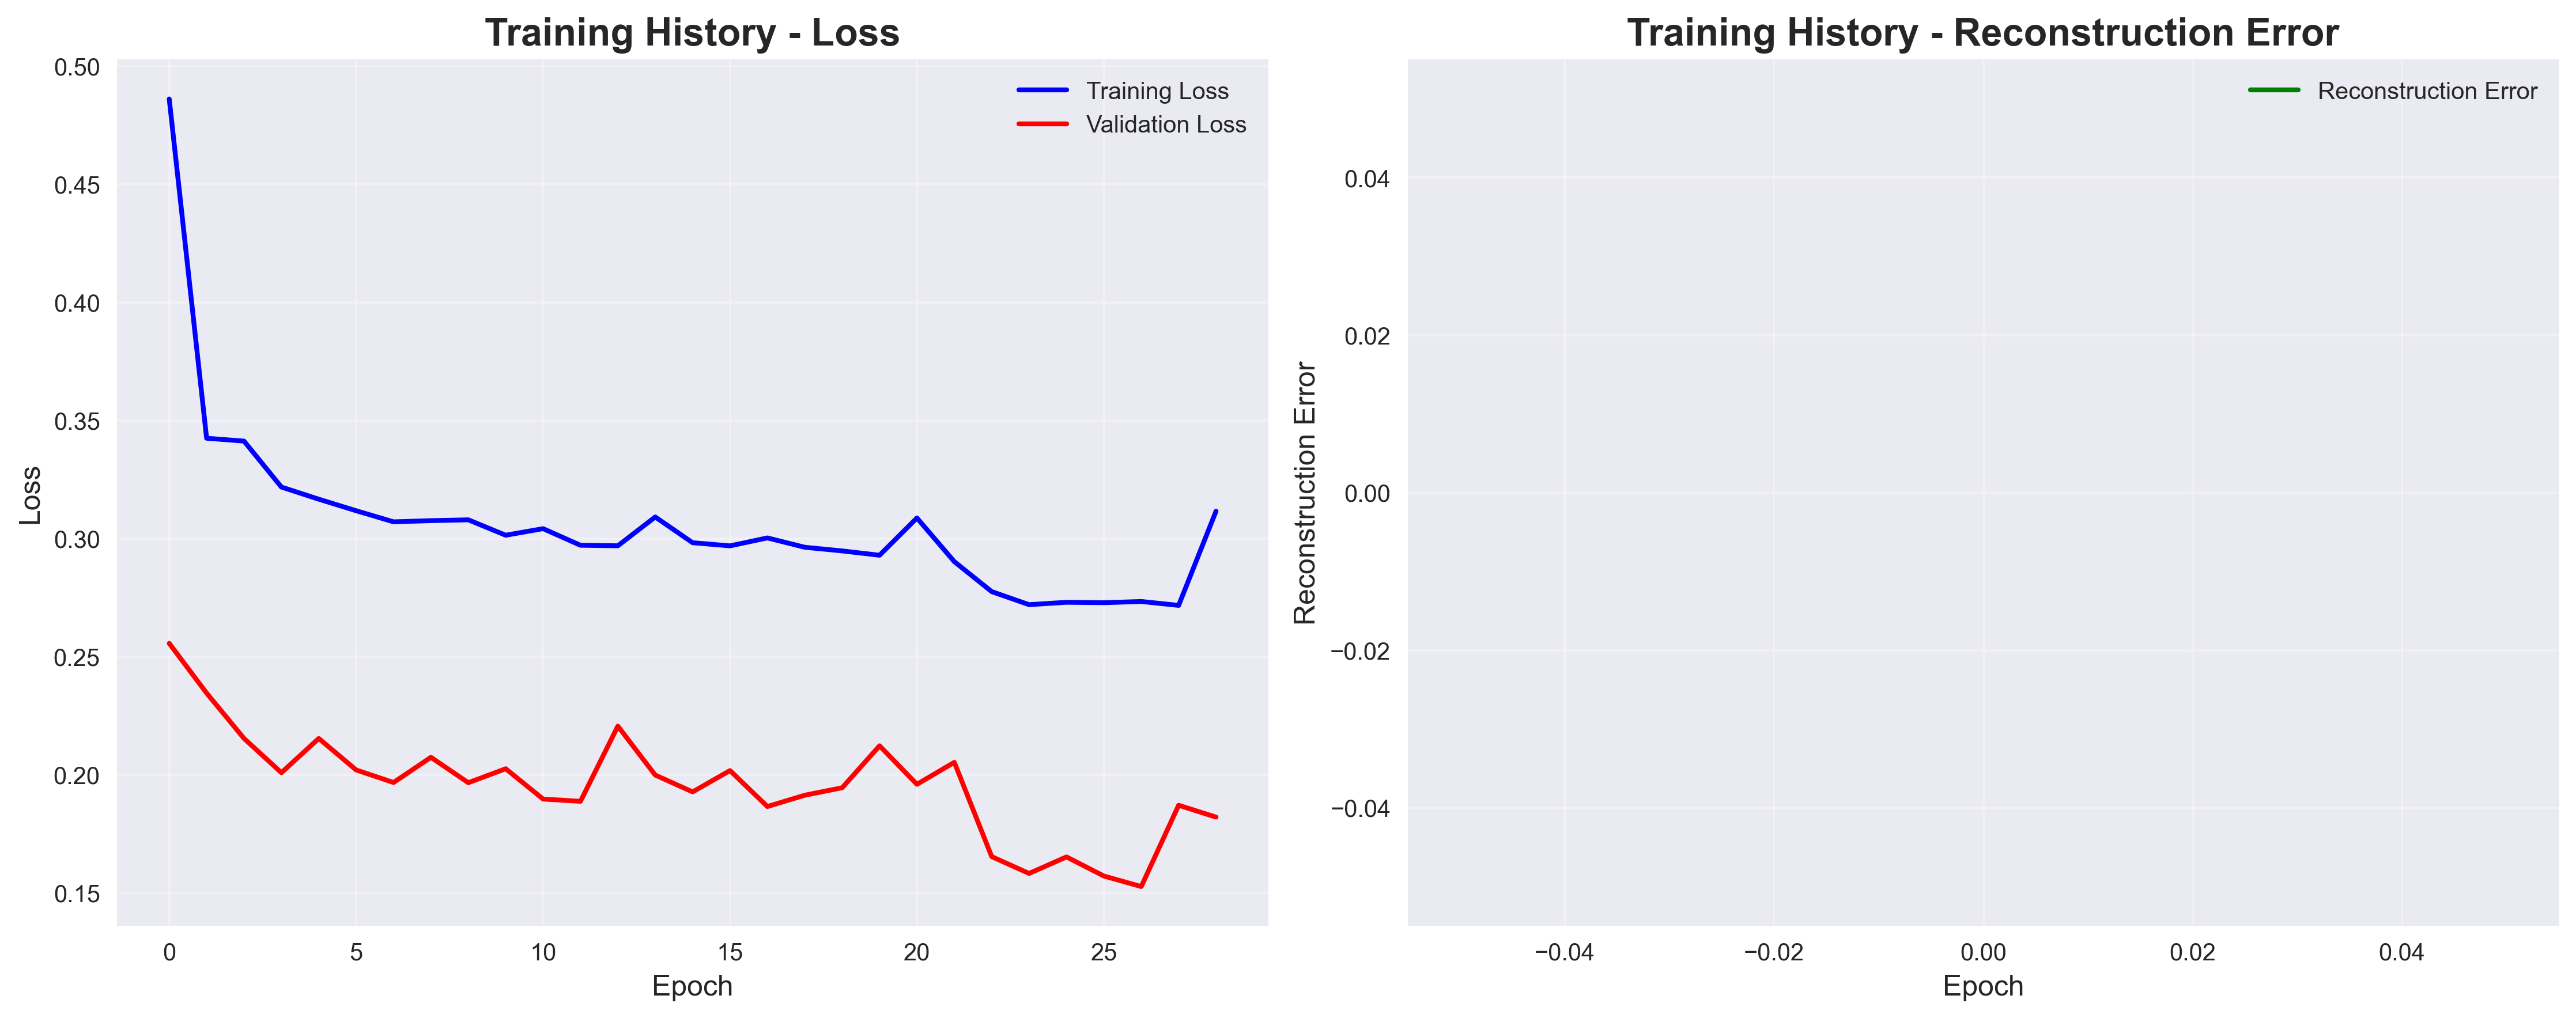 Training History - Loss
Training Loss
Validation Loss
0.50
0.45
0.40
0.35
0.30
0.25
0.20
0.15
Loss
0 5 10 15 20 25
Epoch
Training History - Reconstruction Error
Reconstruction Error
0.04
0.02
0.00
−0.02
−0.04
Reconstruction Error
−0.04 −0.02 0.00 0.02 0.04
Epoch